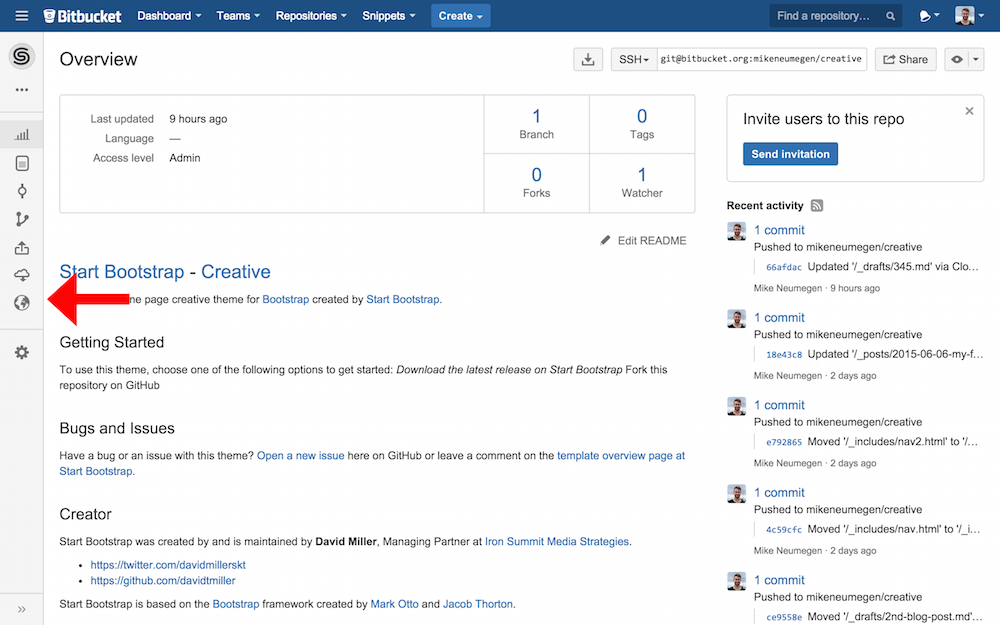 Bitbucket Dashboard Teams Repositories Snippets Create Find a repository...
Overview
SSH git@bitbucket.org:mikeneumegen/creative Share
Last updated 9 hours ago
Language —
Access level Admin
1 Branch
0 Tags
0 Forks
1 Watcher
Edit README
Start Bootstrap - Creative
ne page creative theme for Bootstrap created by Start Bootstrap.
Getting Started
To use this theme, choose one of the following options to get started: Download the latest release on Start Bootstrap Fork this
repository on GitHub
Bugs and Issues
Have a bug or an issue with this theme? Open a new issue here on GitHub or leave a comment on the template overview page at
Start Bootstrap.
Creator
Start Bootstrap was created by and is maintained by David Miller, Managing Partner at Iron Summit Media Strategies.
• https://twitter.com/davidmillerskt
• https://github.com/davidtmiller
Start Bootstrap is based on the Bootstrap framework created by Mark Otto and Jacob Thorton.
Invite users to this repo
Send invitation
Recent activity
1 commit
Pushed to mikeneumegen/creative
66afdac Updated '/_drafts/345.md' via Clo...
Mike Neumegen · 9 hours ago
1 commit
Pushed to mikeneumegen/creative
18e43c8 Updated '/_posts/2015-06-06-my-f...
Mike Neumegen · 2 days ago
1 commit
Pushed to mikeneumegen/creative
e792865 Moved '/_includes/nav2.html' to '/...
Mike Neumegen · 2 days ago
1 commit
Pushed to mikeneumegen/creative
4c59cfc Moved '/_includes/nav.html' to '/_i...
Mike Neumegen · 2 days ago
1 commit
Pushed to mikeneumegen/creative
ce9558e Moved '/_drafts/2nd-blog-post.md'...